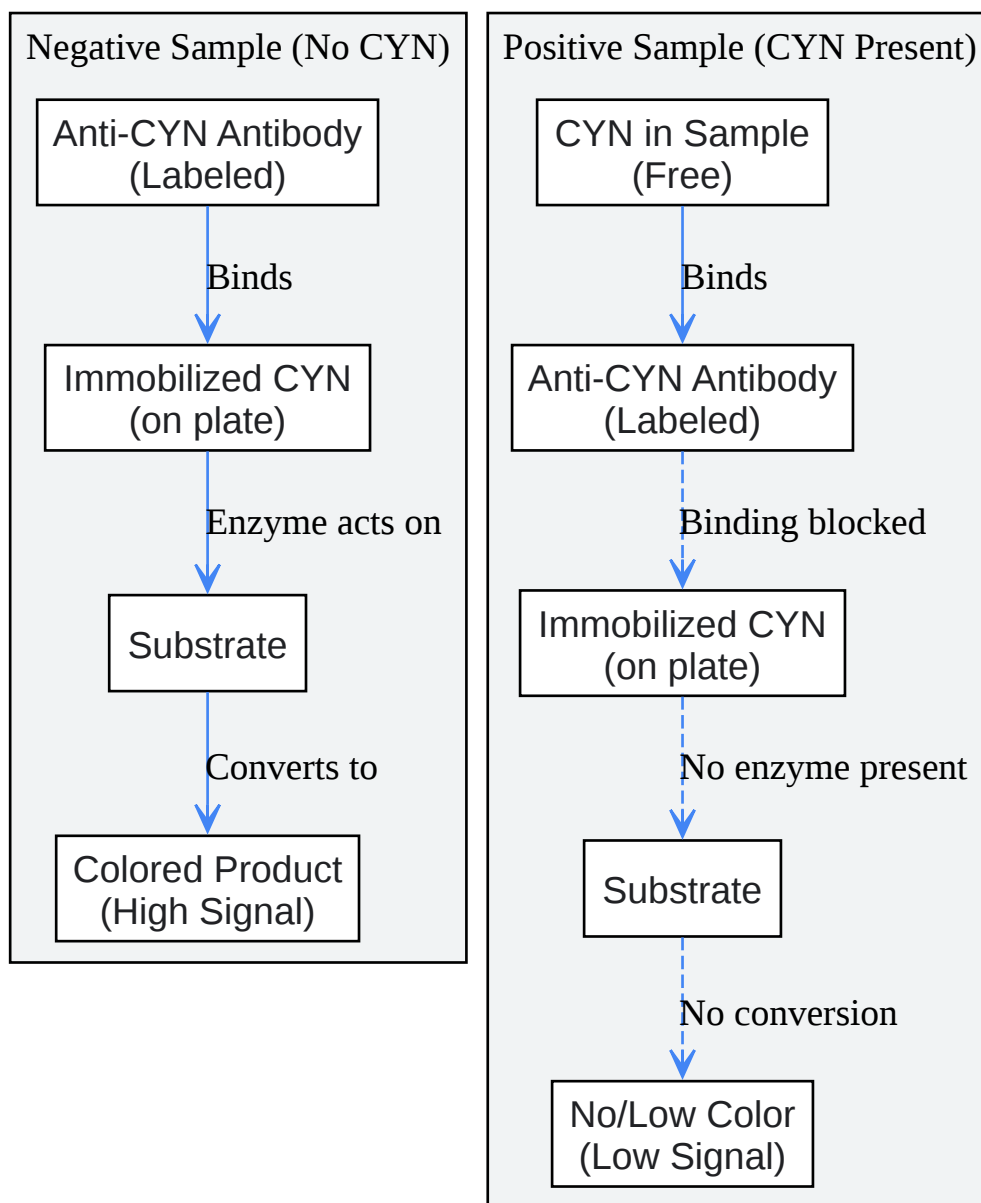 Negative Sample (No CYN)
Anti-CYN Antibody
(Labeled)
Binds
Immobilized CYN
(on plate)
Enzyme acts on
Substrate
Converts to
Colored Product
(High Signal)
Positive Sample (CYN Present)
CYN in Sample
(Free)
Binds
Anti-CYN Antibody
(Labeled)
Binding blocked
Immobilized CYN
(on plate)
No enzyme present
Substrate
No conversion
No/Low Color
(Low Signal)